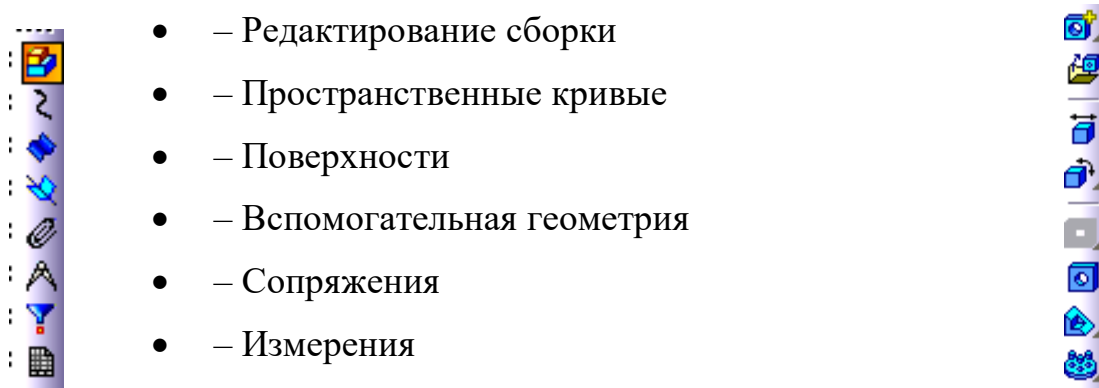 • – Редактирование сборки
• – Пространственные кривые
• – Поверхности
• – Вспомогательная геометрия
• – Сопряжения
• – Измерения